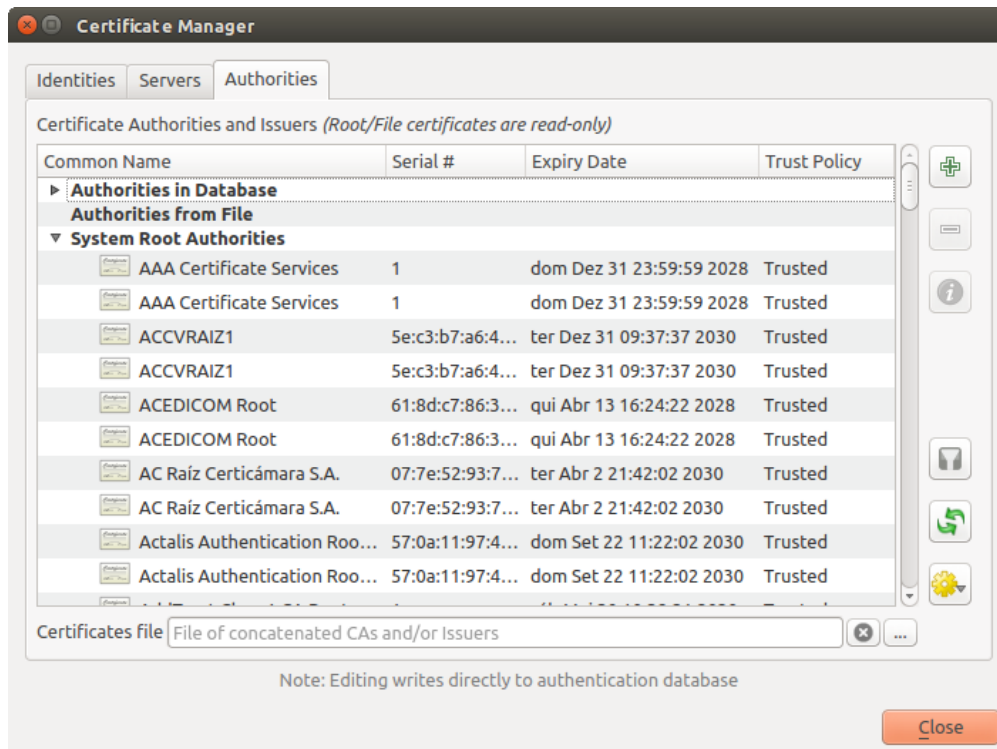 Certificate Manager
Identities Servers Authorities
Certificate Authorities and Issuers (Root/File certificates are read-only)
Common Name Serial # Expiry Date Trust Policy
Authorities in Database
Authorities from File
System Root Authorities
AAA Certificate Services 1 dom Dez 31 23:59:59 2028 Trusted
AAA Certificate Services 1 dom Dez 31 23:59:59 2028 Trusted
ACCVRAIZ1 5e:c3:b7:a6:4... ter Dez 31 09:37:37 2030 Trusted
ACCVRAIZ1 5e:c3:b7:a6:4... ter Dez 31 09:37:37 2030 Trusted
ACEDICOM Root 61:8d:c7:86:3... qui Abr 13 16:24:22 2028 Trusted
ACEDICOM Root 61:8d:c7:86:3... qui Abr 13 16:24:22 2028 Trusted
AC Raíz Certicámara S.A. 07:7e:52:93:7... ter Abr 2 21:42:02 2030 Trusted
AC Raíz Certicámara S.A. 07:7e:52:93:7... ter Abr 2 21:42:02 2030 Trusted
Actalis Authentication Roo... 57:0a:11:97:4... dom Set 22 11:22:02 2030 Trusted
Actalis Authentication Roo... 57:0a:11:97:4... dom Set 22 11:22:02 2030 Trusted
Certificates file File of concatenated CAs and/or Issuers ...
Note: Editing writes directly to authentication database
Close